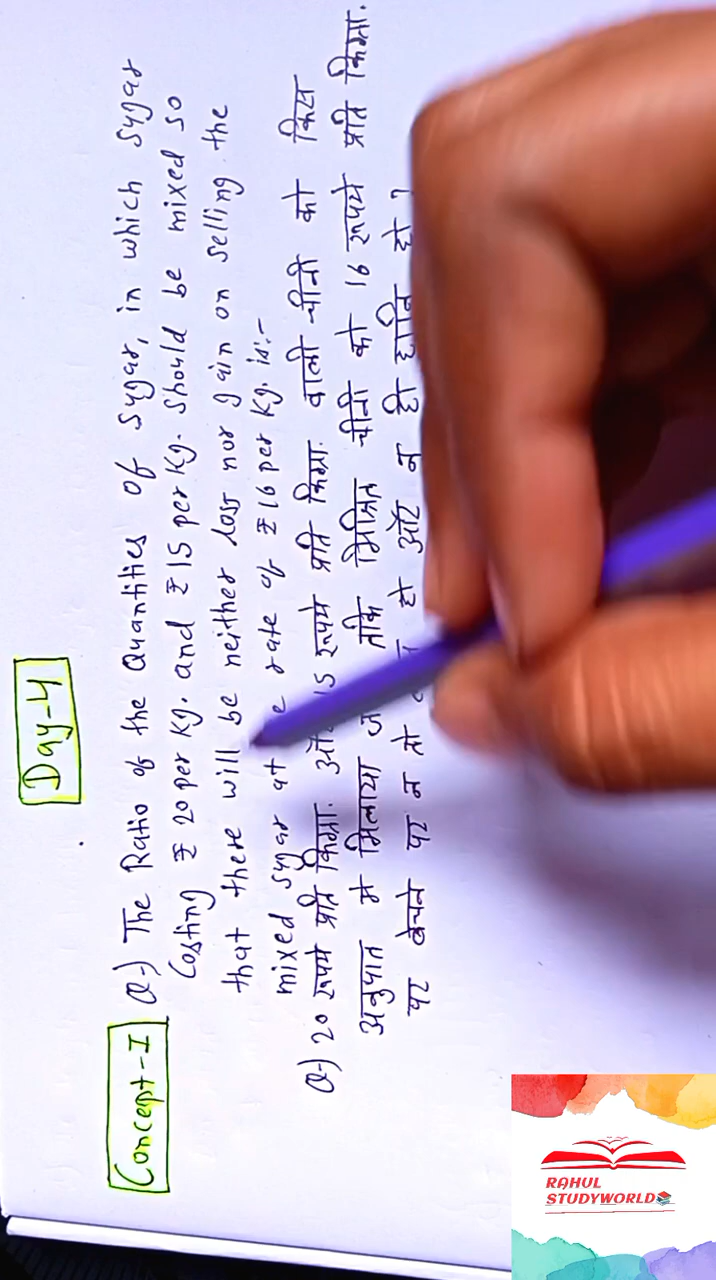 Day-4
Concept-I
Q-) The Ratio of the Quantities of Sugar, in which Sugar
Costing ₹ 20 per Kg. and ₹ 15 per Kg. Should be mixed so
that there will be neither loss nor gain on selling the
mixed sugar at rate of ₹ 16 per Kg. is:-
Q-) 20 रूपये प्रति किग्रा. 15 रूपये प्रति किग्रा. वाली चीनी को किस
अनुपात में मिलाया ताकि मिश्रित चीनी को 16 रूपये प्रति किग्रा.
पर बेचने पर न तो हो और न ही हानि हो ?
RAHUL
STUDYWORLD